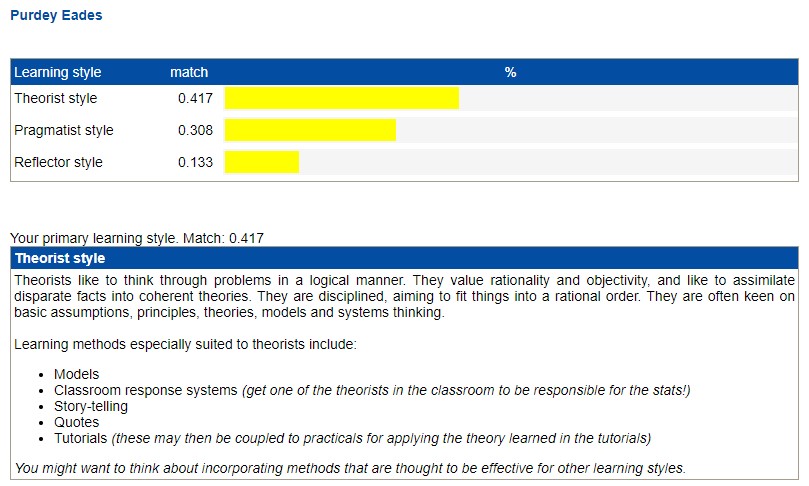 Purdey Eades
Learning style match %
Theorist style 0.417
Pragmatist style 0.308
Reflector style 0.133
Your primary learning style. Match: 0.417
Theorist style
Theorists like to think through problems in a logical manner. They value rationality and objectivity, and like to assimilate
disparate facts into coherent theories. They are disciplined, aiming to fit things into a rational order. They are often keen on
basic assumptions, principles, theories, models and systems thinking.
Learning methods especially suited to theorists include:
• Models
• Classroom response systems (get one of the theorists in the classroom to be responsible for the stats!)
• Story-telling
• Quotes
• Tutorials (these may then be coupled to practicals for applying the theory learned in the tutorials)
You might want to think about incorporating methods that are thought to be effective for other learning styles.